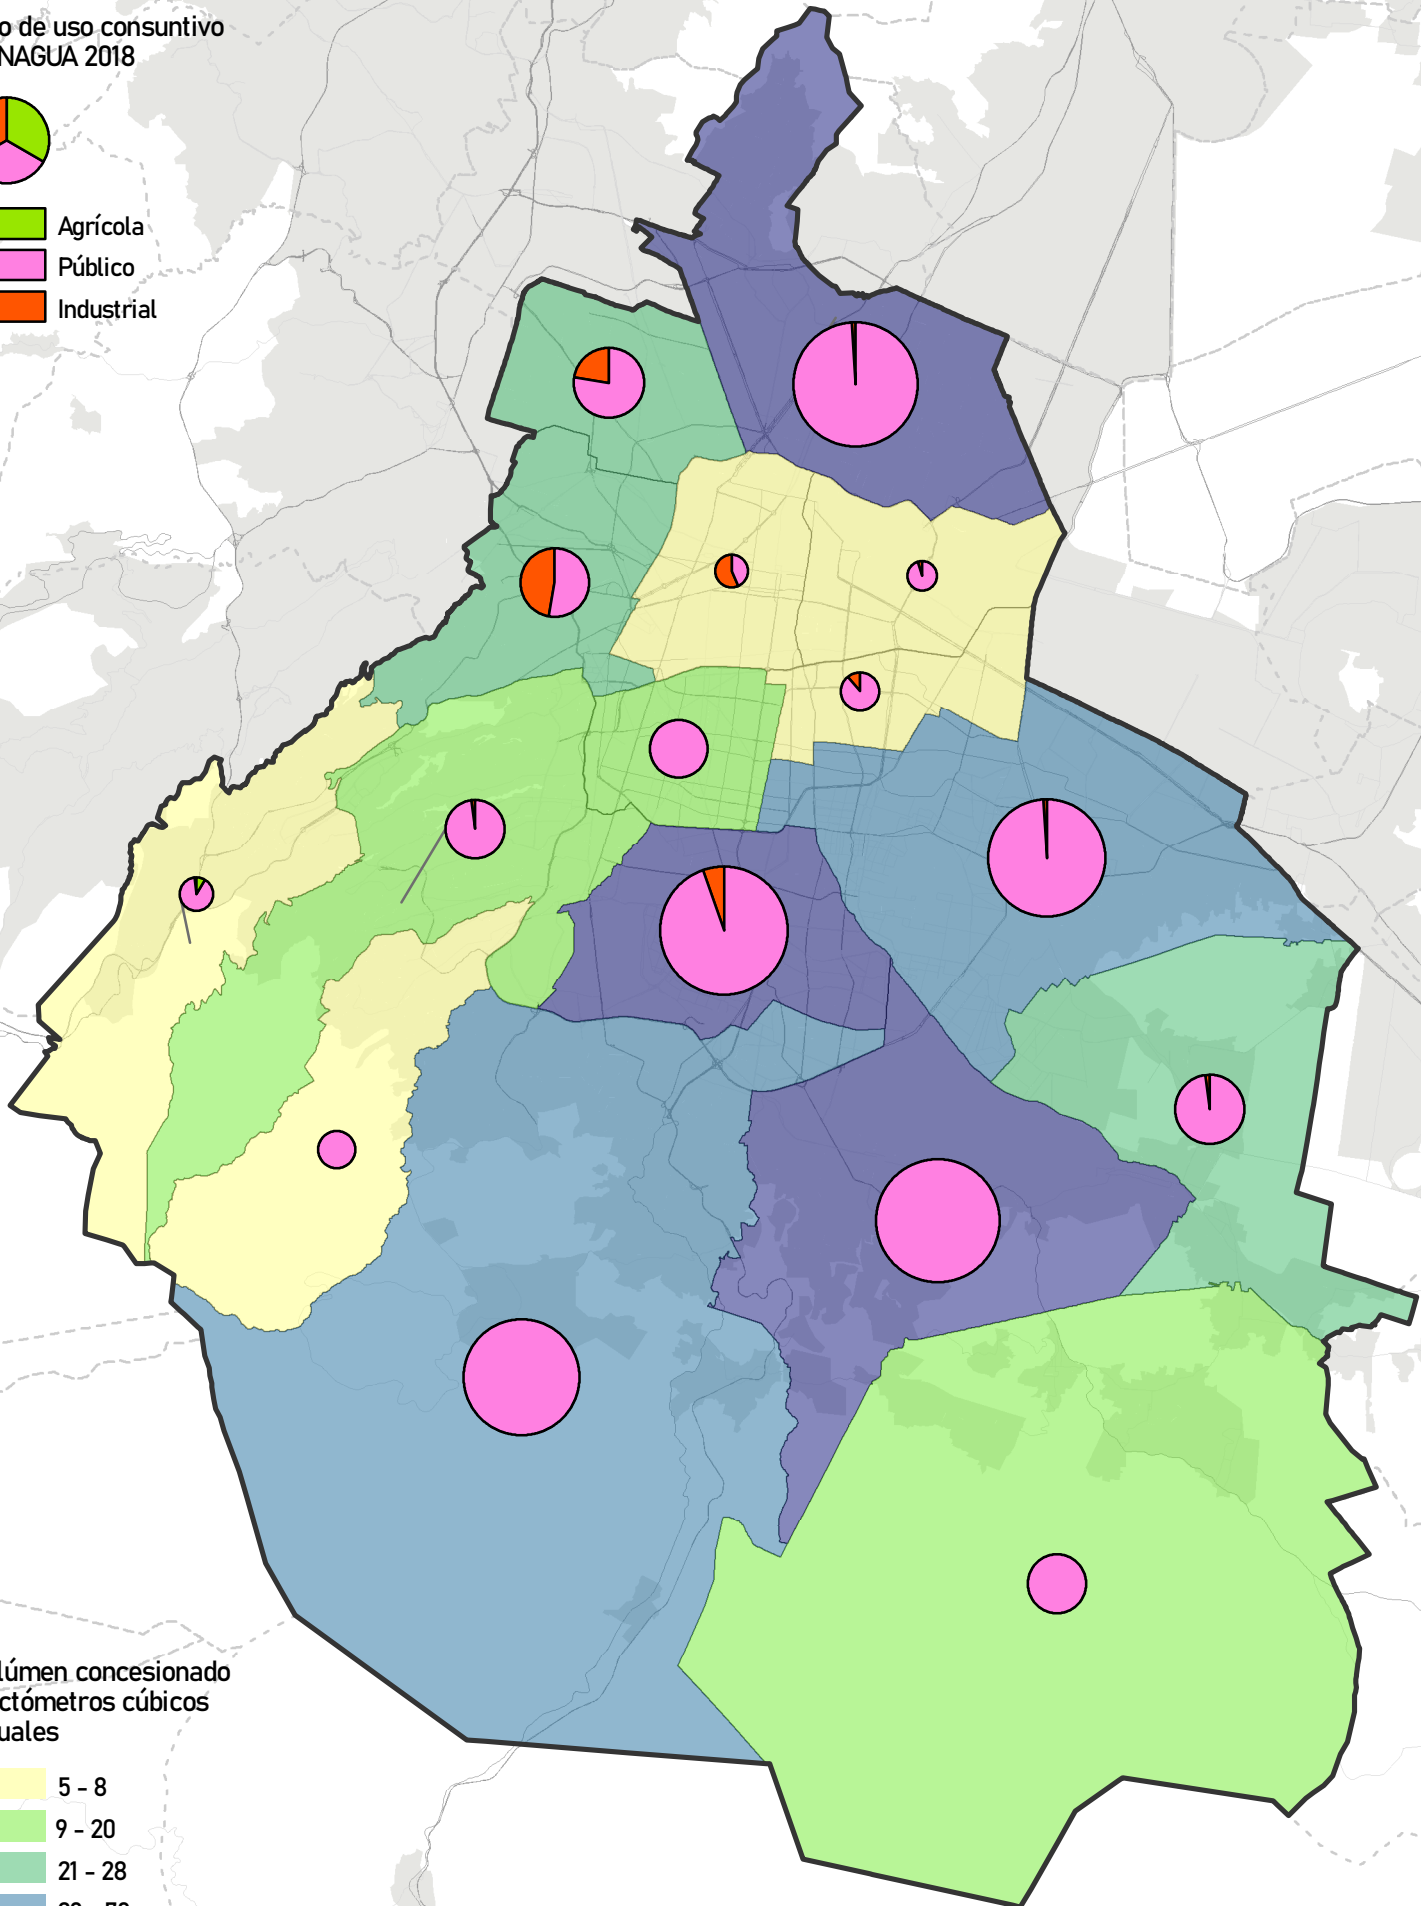 o de uso consuntivo
NAGUA 2018
Agrícola
Público
Industrial
lúmen concesionado
ctómetros cúbicos
uales
5 - 8
9 - 20
21 - 28